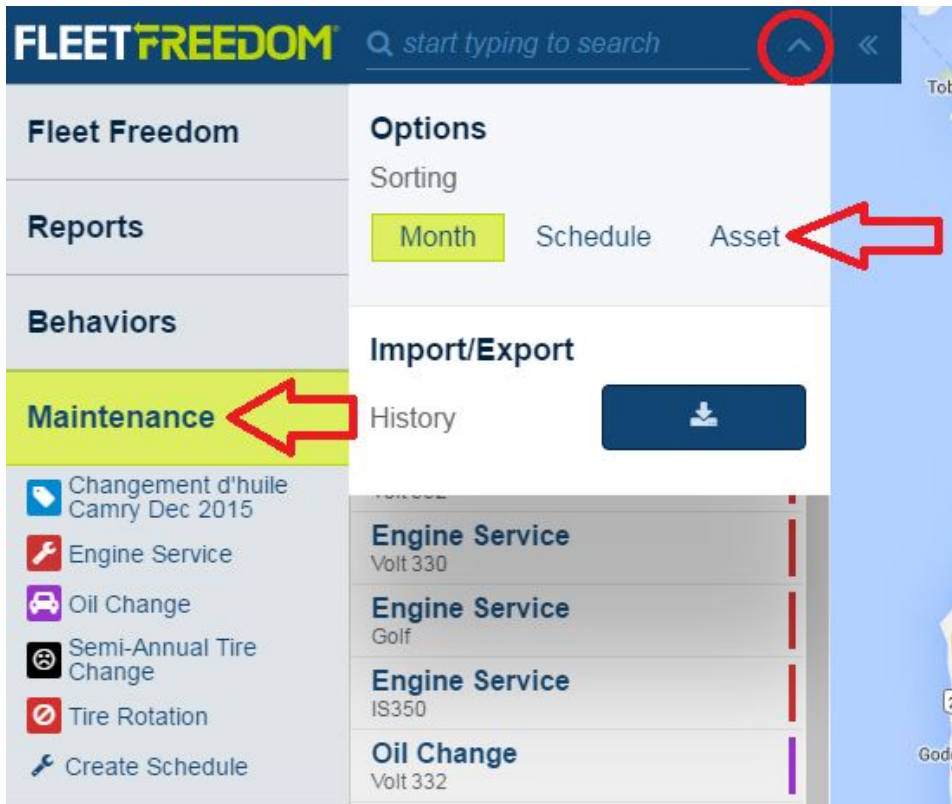 FLEET FREEDOM
start typing to search
Fleet Freedom
Reports
Behaviors
Maintenance
Changement d'huile
Camry Dec 2015
Engine Service
Oil Change
Semi-Annual Tire
Change
Tire Rotation
Create Schedule
Options
Sorting
Month Schedule Asset
Import/Export
History
Engine Service
Volt 330
Engine Service
Golf
Engine Service
IS350
Oil Change
Volt 332